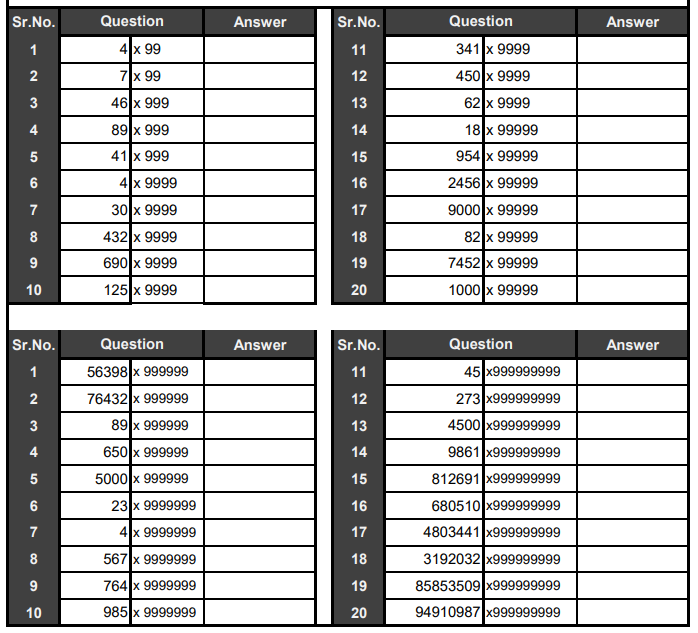 Sr.No. Question Answer Sr.No. Question Answer
1 4 x 99 11 341 x 9999
2 7 x 99 12 450 x 9999
3 46 x 999 13 62 x 9999
4 89 x 999 14 18 x 99999
5 41 x 999 15 954 x 99999
6 4 x 9999 16 2456 x 99999
7 30 x 9999 17 9000 x 99999
8 432 x 9999 18 82 x 99999
9 690 x 9999 19 7452 x 99999
10 125 x 9999 20 1000 x 99999
Sr.No. Question Answer Sr.No. Question Answer
1 56398 x 999999 11 45 x999999999
2 76432 x 999999 12 273 x999999999
3 89 x 999999 13 4500 x999999999
4 650 x 999999 14 9861 x999999999
5 5000 x 999999 15 812691 x999999999
6 23 x 9999999 16 680510 x999999999
7 4 x 9999999 17 4803441 x999999999
8 567 x 9999999 18 3192032 x999999999
9 764 x 9999999 19 85853509 x999999999
10 985 x 9999999 20 94910987 x999999999